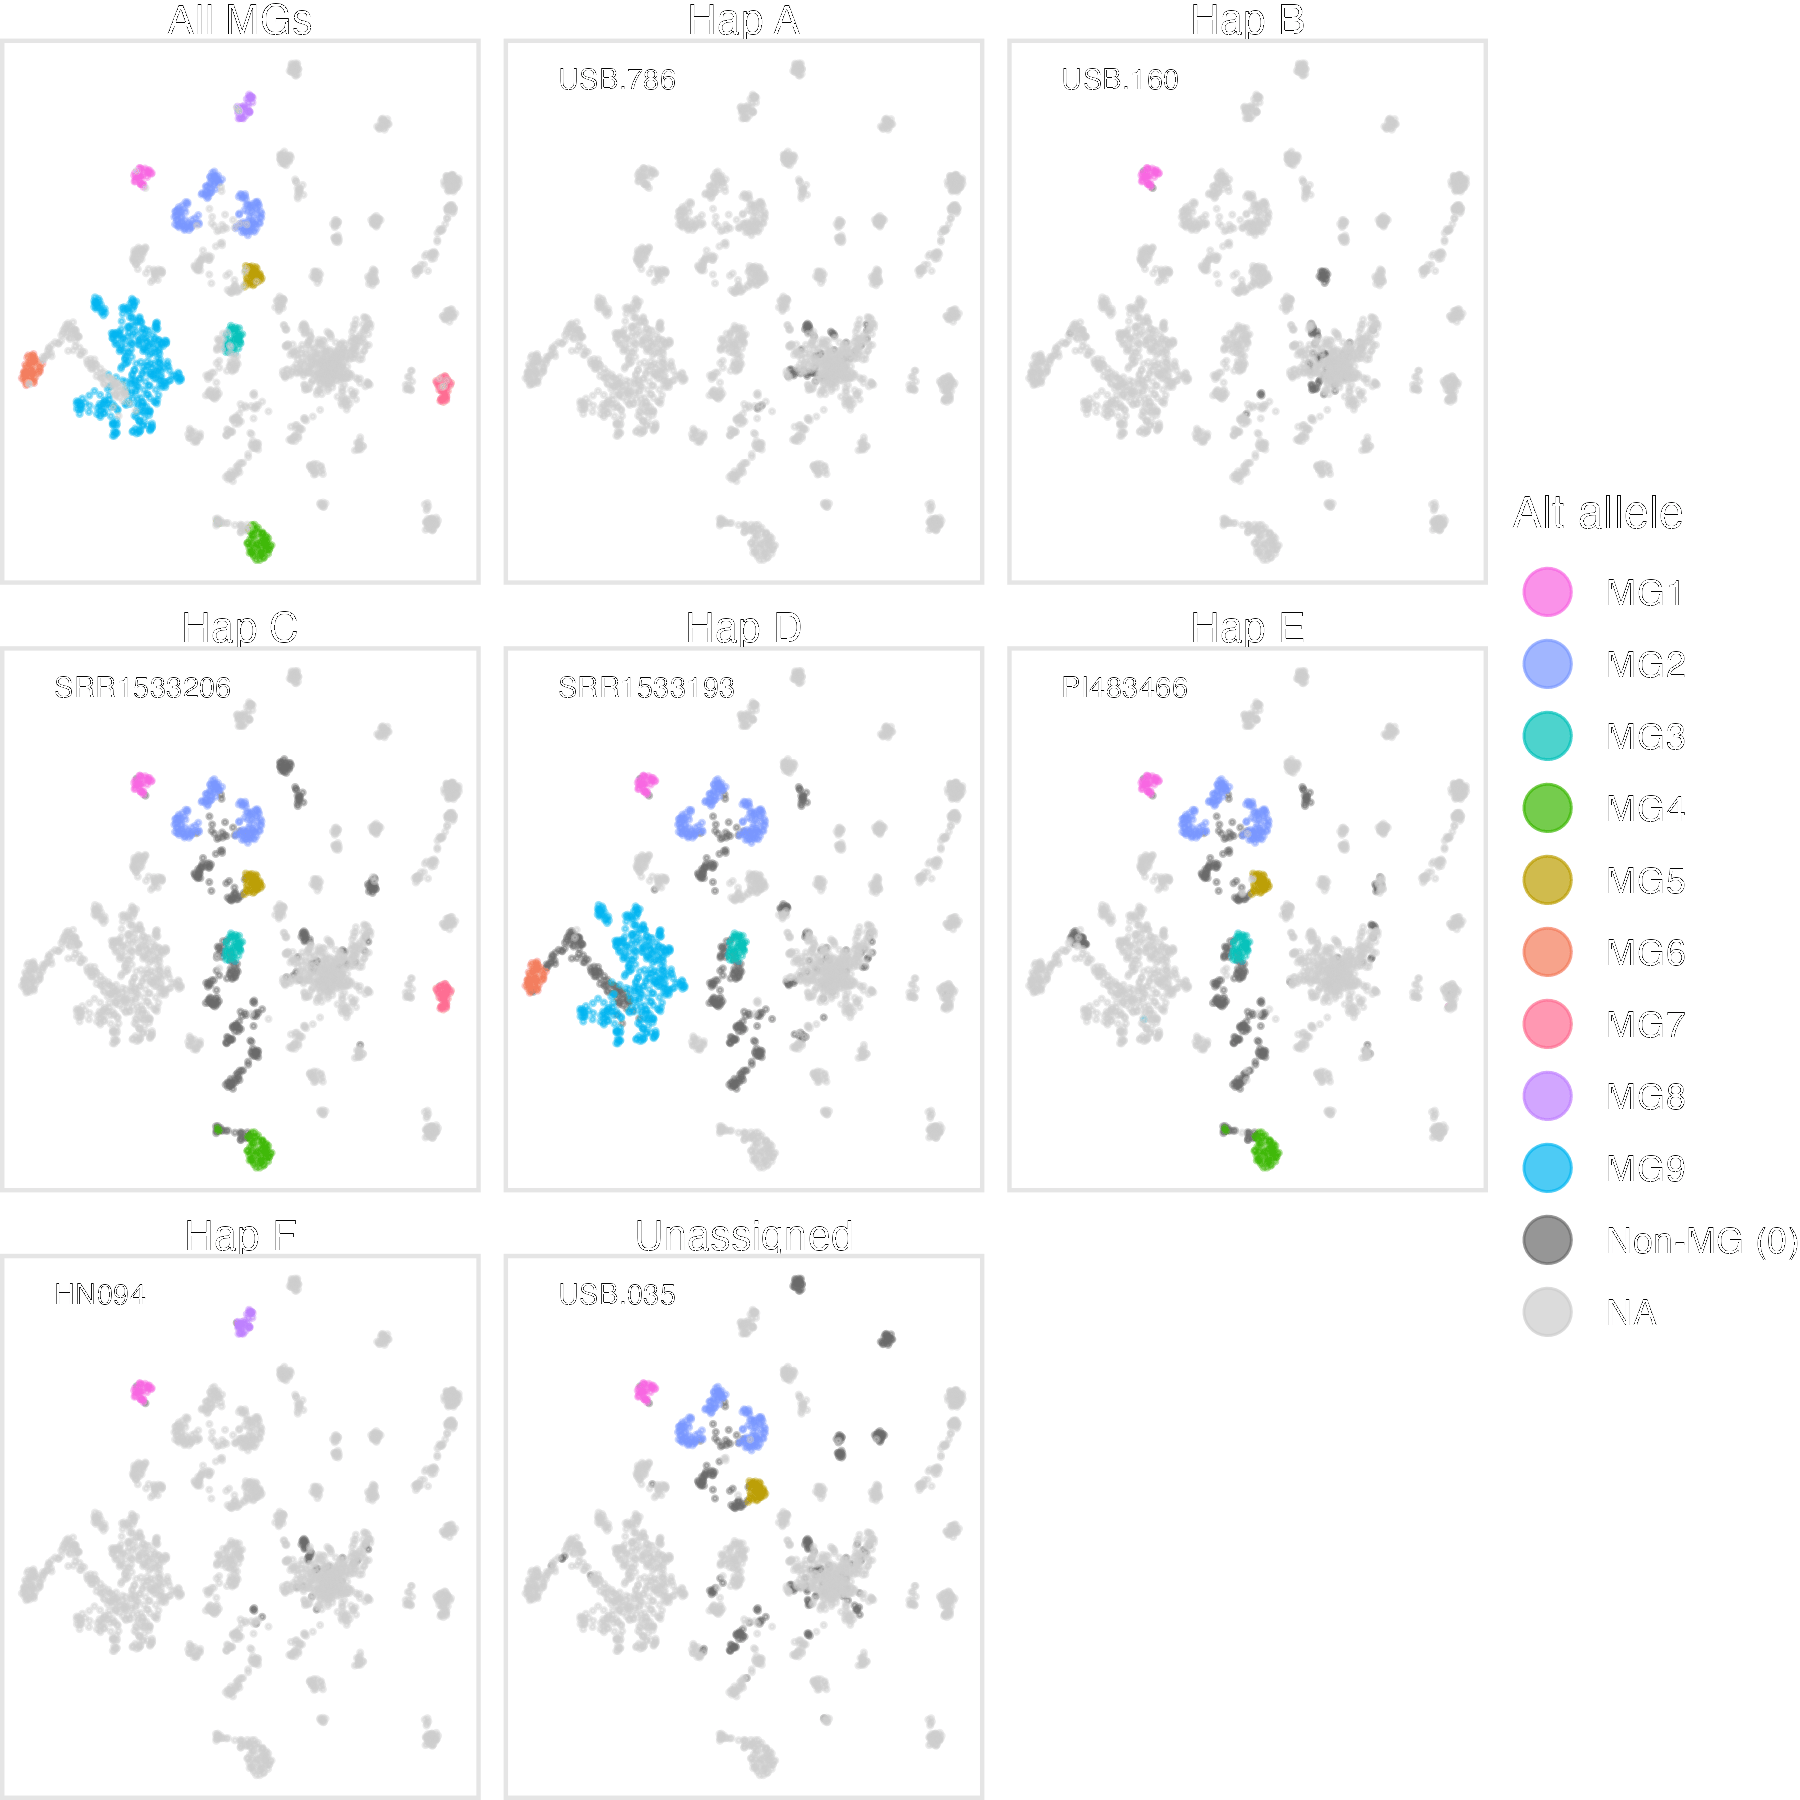 All MGs
Hap A
Hap B
USB.786
USB.160
Hap C
Hap D
Hap E
SRR1533206
SRR1533193
PI483466
Hap F
Unassigned
HN094
USB.035
Alt allele
MG1
MG2
MG3
MG4
MG5
MG6
MG7
MG8
MG9
Non-MG (0)
NA